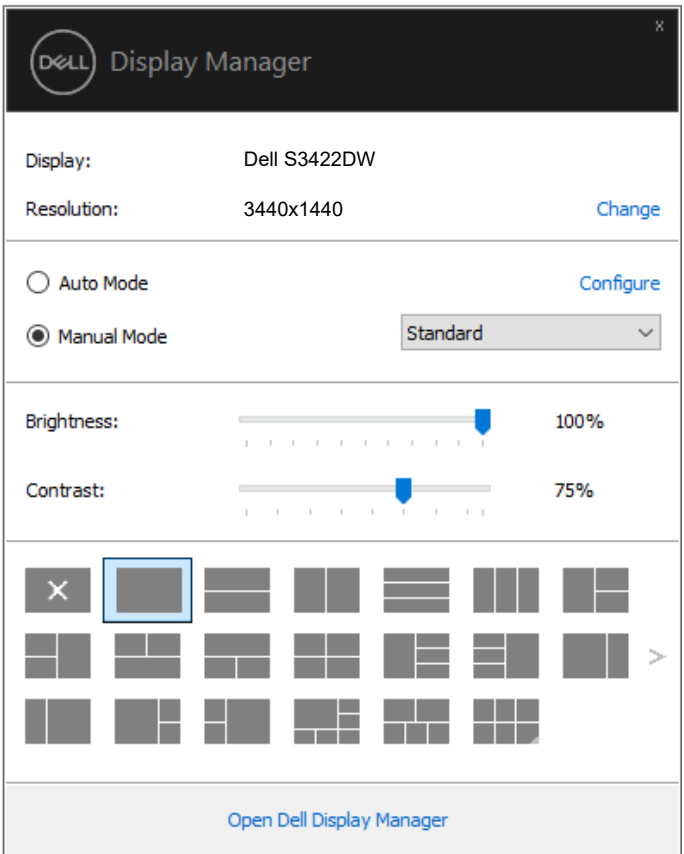 x
DELL Display Manager
Display: Dell S3422DW
Resolution: 3440x1440 Change
Auto Mode Configure
Manual Mode Standard
Brightness: 100%
Contrast: 75%
Open Dell Display Manager